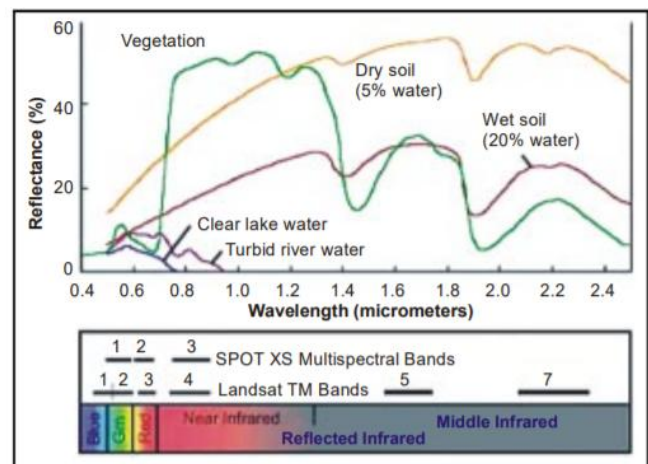 60
40
20
0
Reflectance (%)
Vegetation
Dry soil
(5% water)
Wet soil
(20% water)
Clear lake water
Turbid river water
0.4 0.6 0.8 1.0 1.2 1.4 1.6 1.8 2.0 2.2 2.4
Wavelength (micrometers)
1 2 3 SPOT XS Multispectral Bands
1 2 3 4 Landsat TM Bands 5 7
Blue Grn Red Near Infrared Middle Infrared
Reflected Infrared